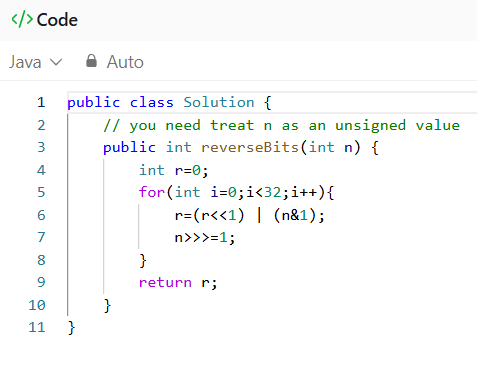 </> Code
Java Auto
1 public class Solution {
2 // you need treat n as an unsigned value
3 public int reverseBits(int n) {
4 int r=0;
5 for(int i=0;i<32;i++){
6 r=(r<<1) | (n&1);
7 n>>>=1;
8 }
9 return r;
10 }
11 }